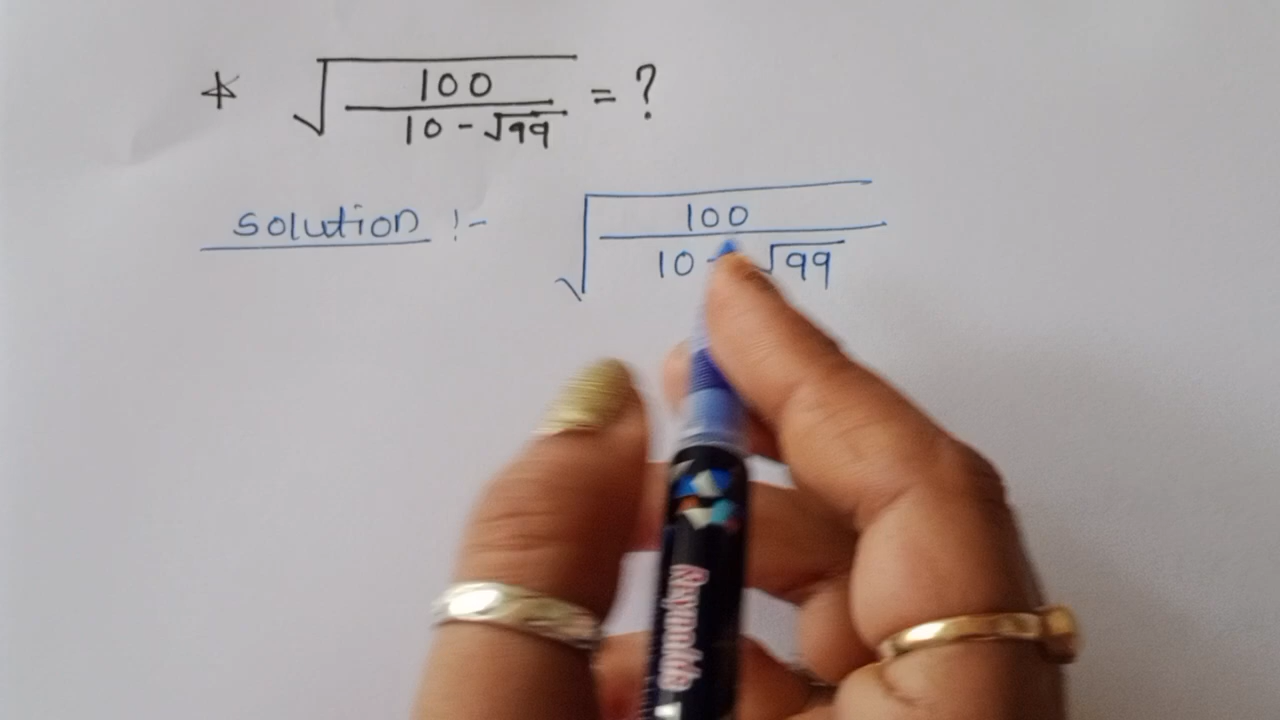 * √(100/(10-√99)) = ?
Solution :- √(100/(10-√99))
Reynolds